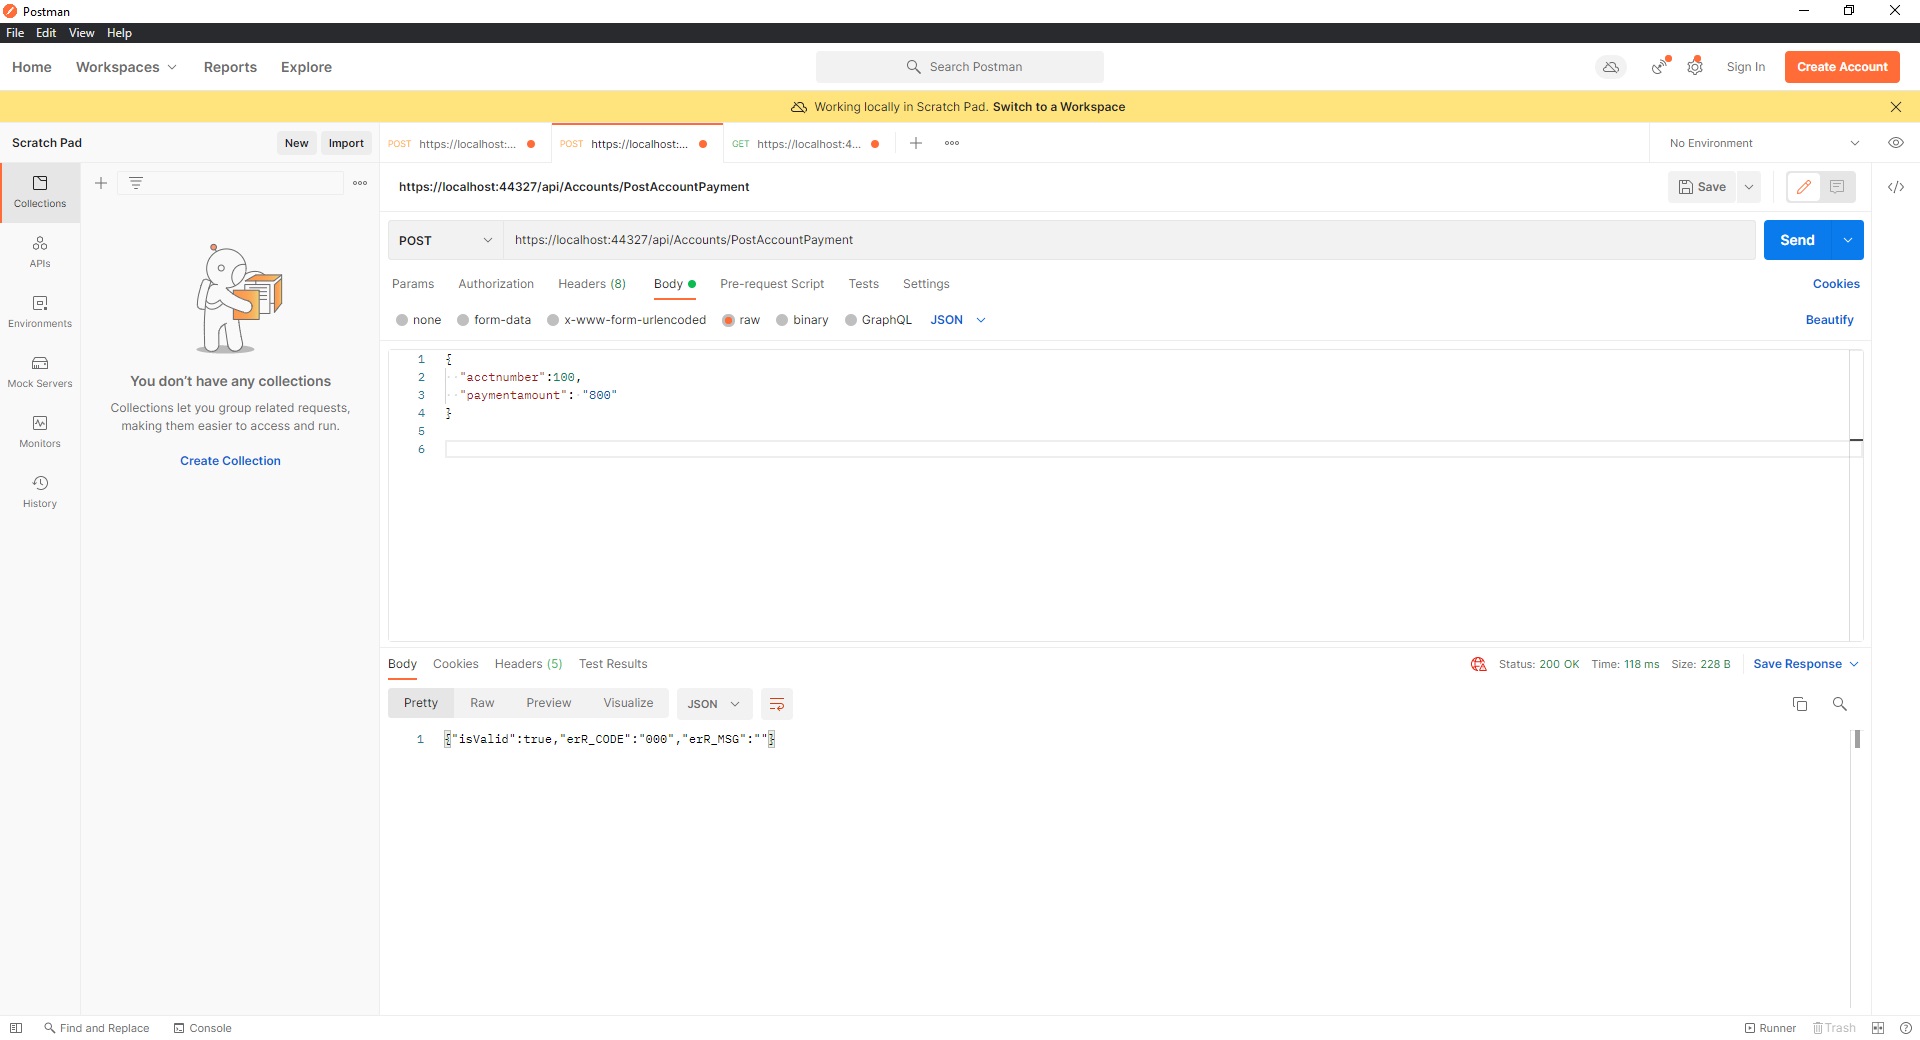 Postman
File Edit View Help
Home Workspaces Reports Explore Search Postman Sign In Create Account
Working locally in Scratch Pad. Switch to a Workspace
Scratch Pad New Import
POST https://localhost:... POST https://localhost:... GET https://localhost:4... No Environment
Collections
APIs
Environments
Mock Servers
Monitors
History
You don't have any collections
Collections let you group related requests,
making them easier to access and run.
Create Collection
https://localhost:44327/api/Accounts/PostAccountPayment Save
POST https://localhost:44327/api/Accounts/PostAccountPayment Send
Params Authorization Headers (8) Body Pre-request Script Tests Settings Cookies
none form-data x-www-form-urlencoded raw binary GraphQL JSON Beautify
1 {
2 "acctnumber":100,
3 "paymentamount": "800"
4 }
5
6
Body Cookies Headers (5) Test Results Status: 200 OK Time: 118 ms Size: 228 B Save Response
Pretty Raw Preview Visualize JSON
1 {"isValid":true,"erR_CODE":"000","erR_MSG":""}
Find and Replace Console Runner Trash